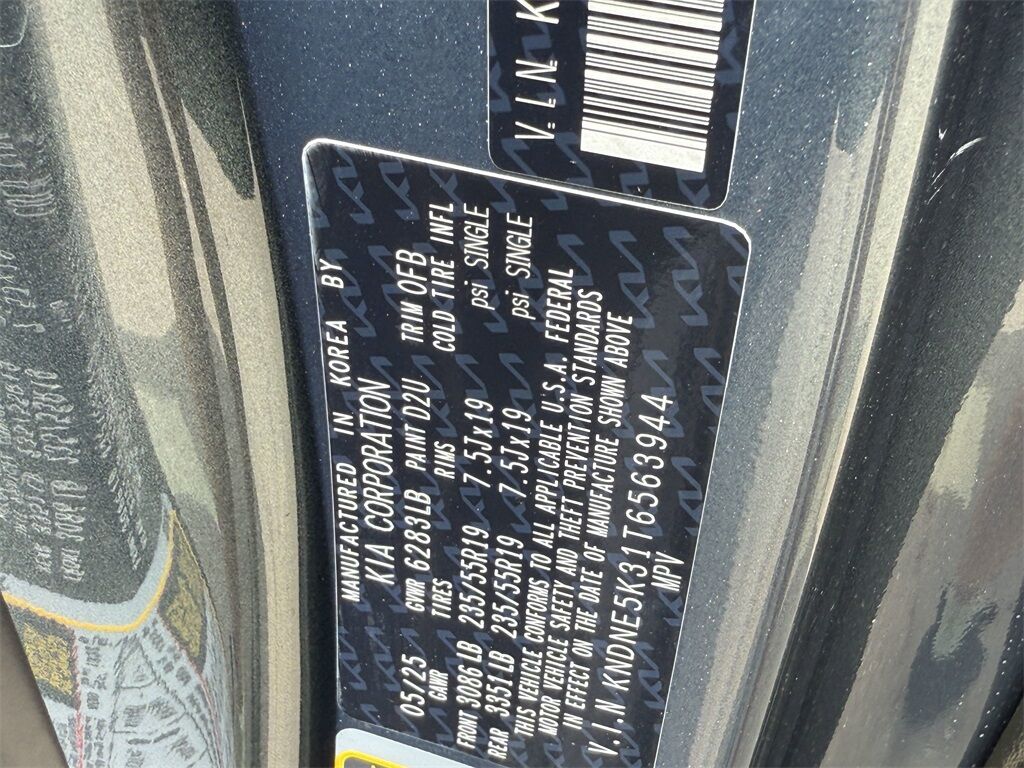 V. I. N. K
MANUFACTURED IN KOREA BY
KIA CORPORATION
05/25 GVWR 6283LB PAINT D2U TRIM OFB
GAWR TIRES RIMS COLD TIRE INFL
FRONT 3086LB 235/55R19 7.5Jx19 psi SINGLE
REAR 3351LB 235/55R19 7.5Jx19 psi SINGLE
THIS VEHICLE CONFORMS TO ALL APPLICABLE U.S.A. FEDERAL
MOTOR VEHICLE SAFETY AND THEFT PREVENTION STANDARDS
IN EFFECT ON THE DATE OF MANUFACTURE SHOWN ABOVE
V.I.N KNDNE5K31T6563944
MPV